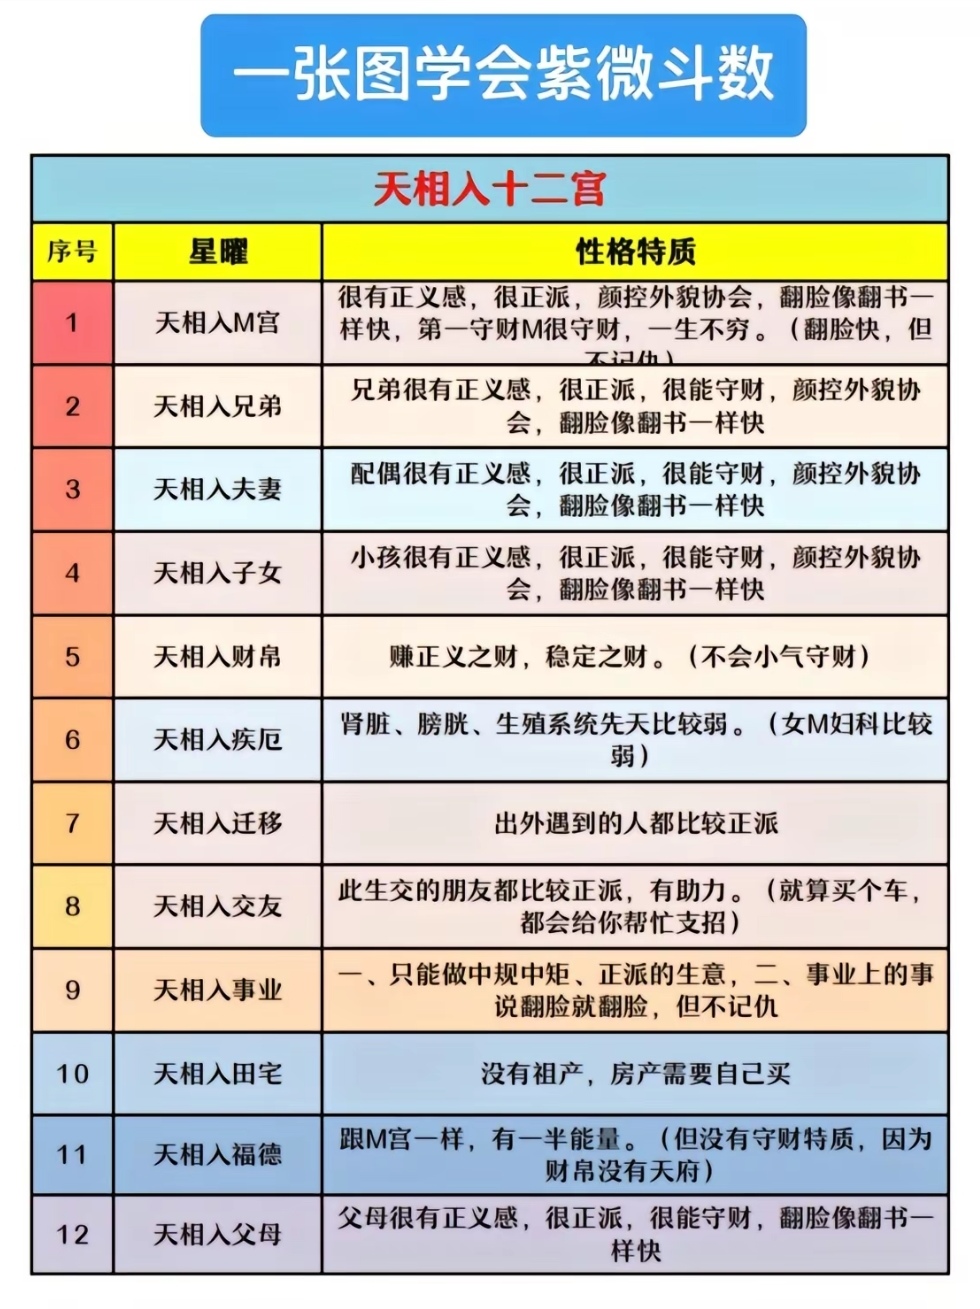 一张图学会紫微斗数
天相入十二宫
序号 星曜 性格特质
1 天相入M宫 很有正义感，很正派，颜控外貌协会，翻脸像翻书一
样快，第一守财M很守财，一生不穷。（翻脸快，但
不记仇）
2 天相入兄弟 兄弟很有正义感，很正派，很能守财，颜控外貌协
会，翻脸像翻书一样快
3 天相入夫妻 配偶很有正义感，很正派，很能守财，颜控外貌协
会，翻脸像翻书一样快
4 天相入子女 小孩很有正义感，很正派，很能守财，颜控外貌协
会，翻脸像翻书一样快
5 天相入财帛 赚正义之财，稳定之财。（不会小气守财）
6 天相入疾厄 肾脏、膀胱、生殖系统先天比较弱。（女M妇科比较
弱）
7 天相入迁移 出外遇到的人都比较正派
8 天相入交友 此生交的朋友都比较正派，有助力。（就算买个车，
都会给你帮忙支招）
9 天相入事业 一、只能做中规中矩、正派的生意，二、事业上的事
说翻脸就翻脸，但不记仇
10 天相入田宅 没有祖产，房产需要自己买
11 天相入福德 跟M宫一样，有一半能量。（但没有守财特质，因为
财帛没有天府）
12 天相入父母 父母很有正义感，很正派，很能守财，翻脸像翻书一
样快